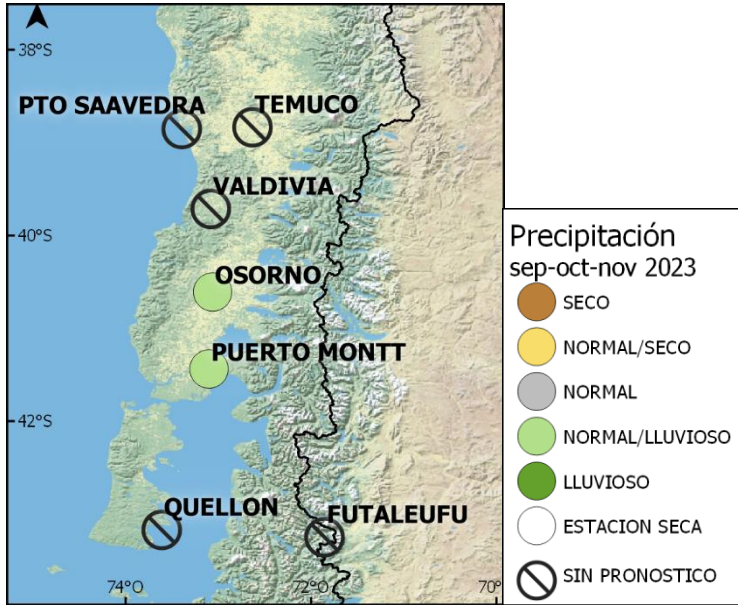 38°S
PTO SAAVEDRA
TEMUCO
VALDIVIA
40°S
OSORNO
PUERTO MONTT
42°S
QUELLON
FUTALEUFU
74°O
72°O
70°
Precipitación
sep-oct-nov 2023
SECO
NORMAL/SECO
NORMAL
NORMAL/LLUVIOSO
LLUVIOSO
ESTACION SECA
SIN PRONOSTICO